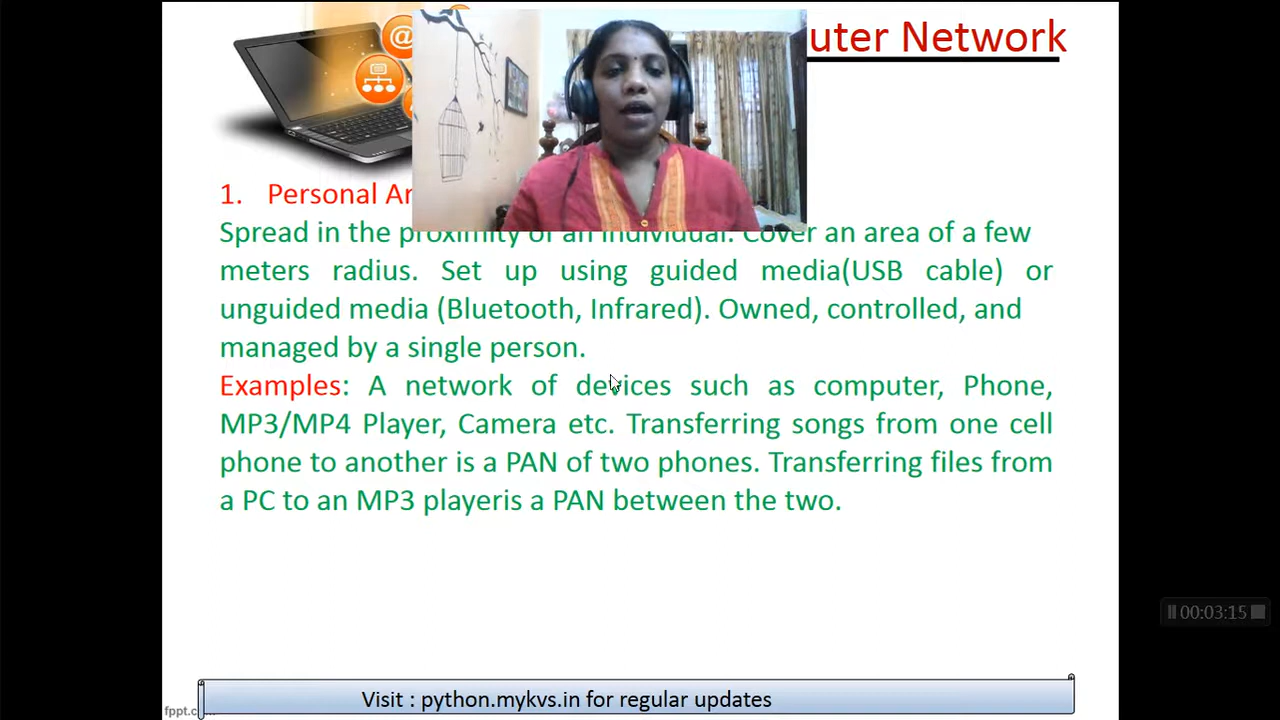 uter Network
1. Personal Ar
Spread in the proximity of an individual. Cover an area of a few
meters radius. Set up using guided media(USB cable) or
unguided media (Bluetooth, Infrared). Owned, controlled, and
managed by a single person.
Examples: A network of devices such as computer, Phone,
MP3/MP4 Player, Camera etc. Transferring songs from one cell
phone to another is a PAN of two phones. Transferring files from
a PC to an MP3 playeris a PAN between the two.
00:03:15
Visit : python.mykvs.in for regular updates
fppt.c